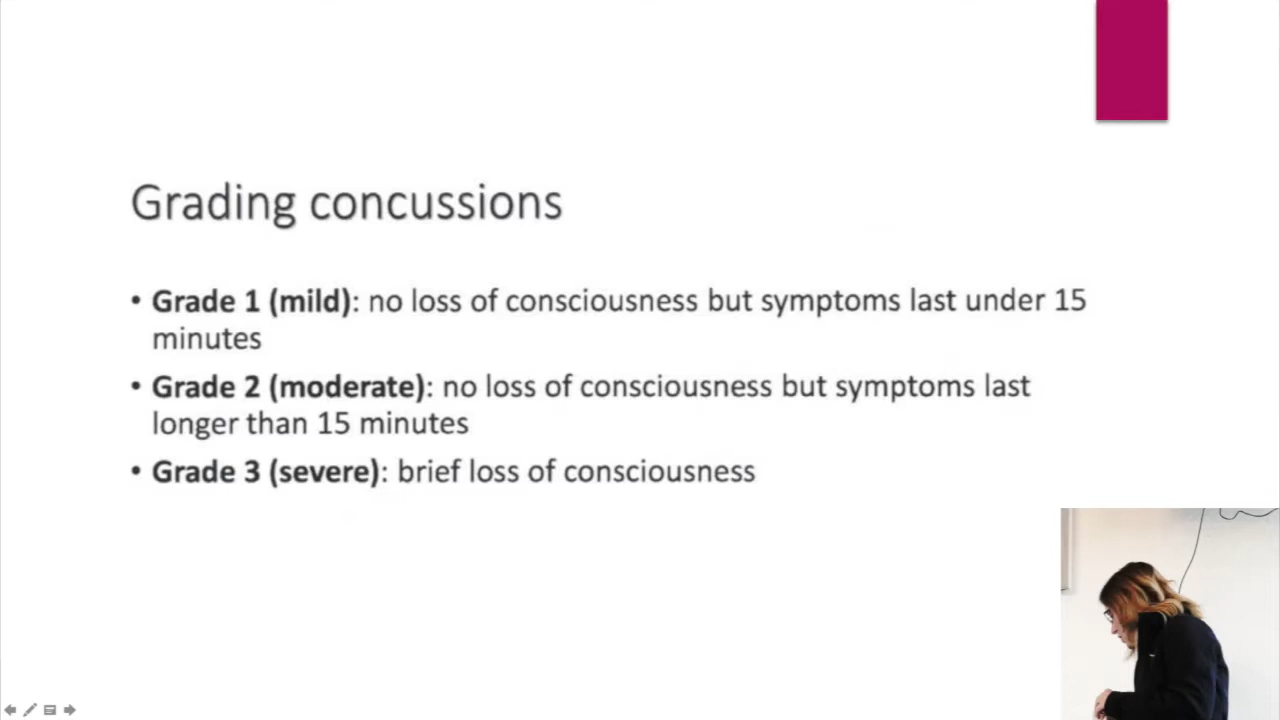 Grading concussions
• Grade 1 (mild): no loss of consciousness but symptoms last under 15
minutes
• Grade 2 (moderate): no loss of consciousness but symptoms last
longer than 15 minutes
• Grade 3 (severe): brief loss of consciousness